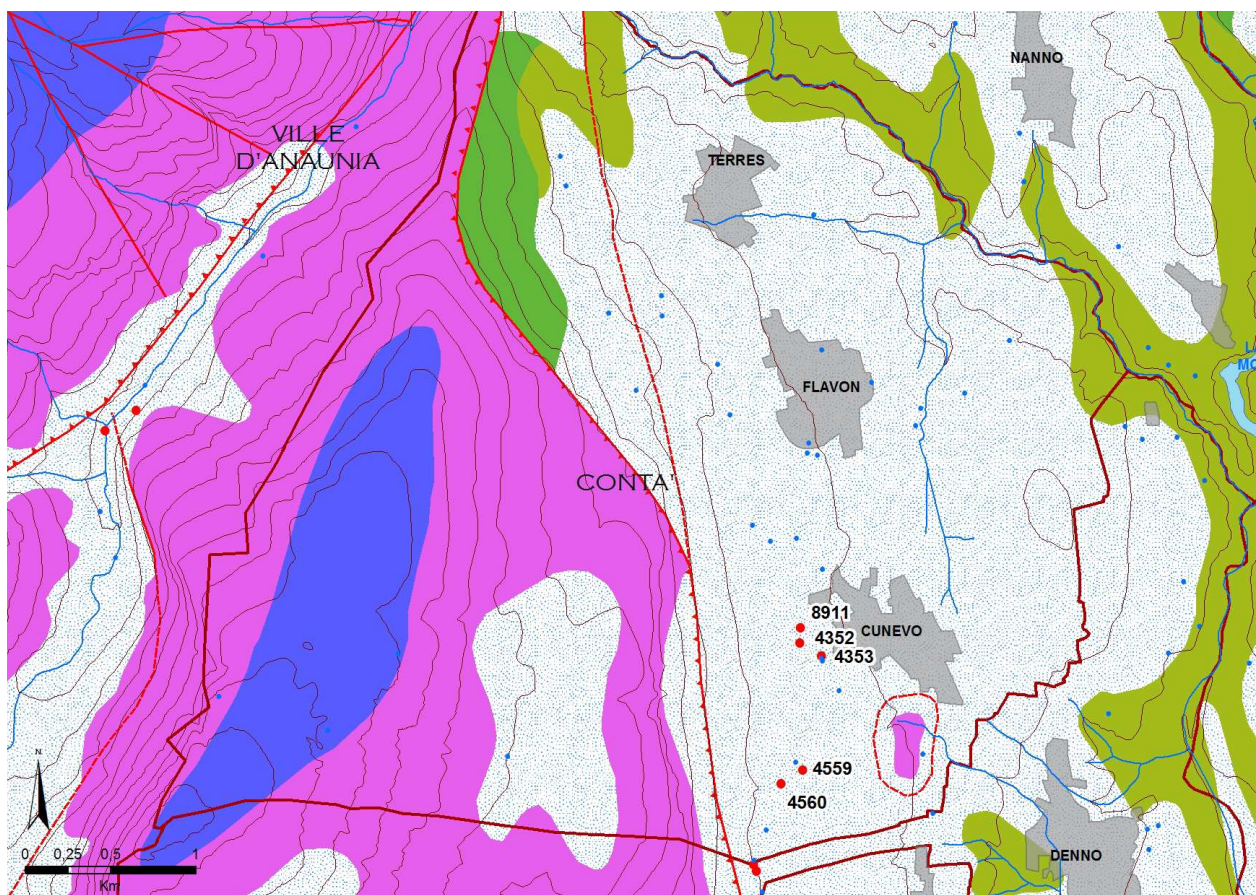 NANNO
VILLE
D'ANAUNIA
TERRES
FLAVON
CONTA'
8911
CUNEVO
4352
4353
4559
4560
DENNO
N
0 0,25 0,5 1
Km